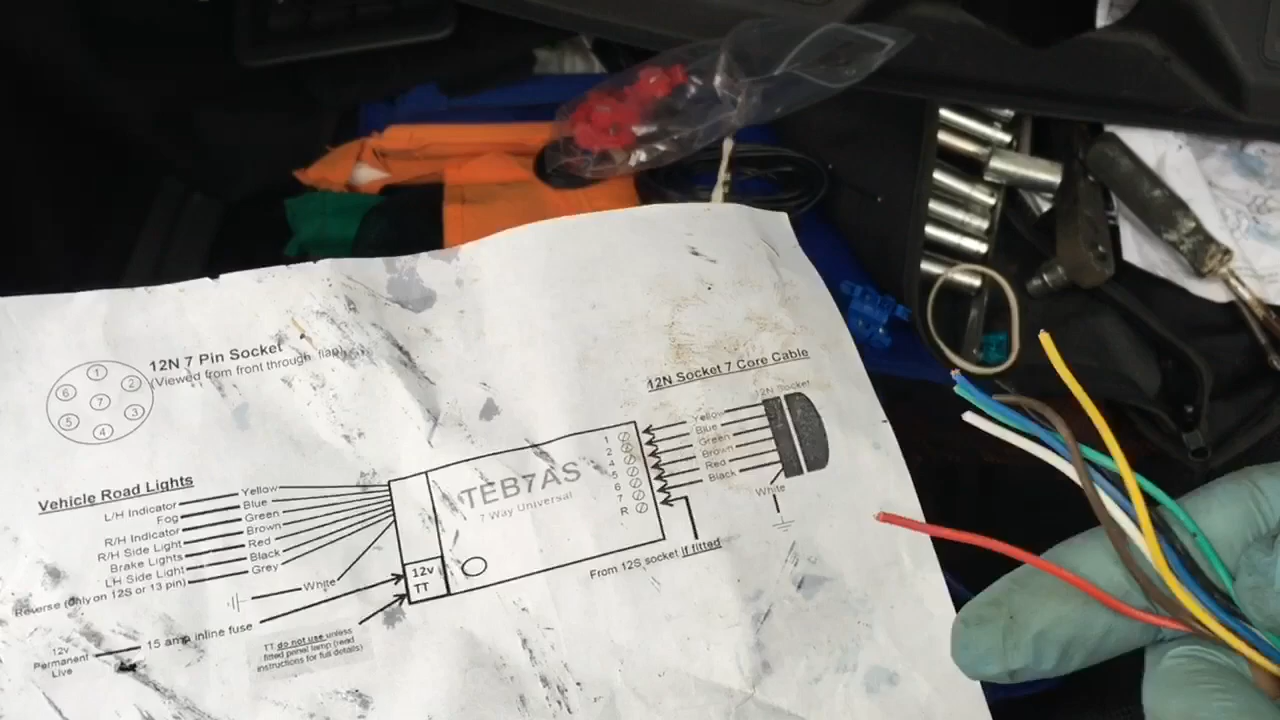 12N 7 Pin Socket
(Viewed from front through flap)
1
2
3
4
5
6
7
12N Socket 7 Core Cable
12N Socket
Yellow
Blue
Green
Brown
Red
Black
White
1
2
4
5
6
7
R
TEB7AS
7 Way Universal
From 12S socket if fitted
Vehicle Road Lights
L/H Indicator Yellow
Fog Blue
R/H Indicator Green
R/H Side Light Brown
Brake Lights Red
LH Side Light Black
Reverse (Only on 12S or 13 pin) Grey
White
12v
TT
15 amp inline fuse
12v
Permanent
Live
TT do not use unless
fitted panel lamp (read
instructions for full details)